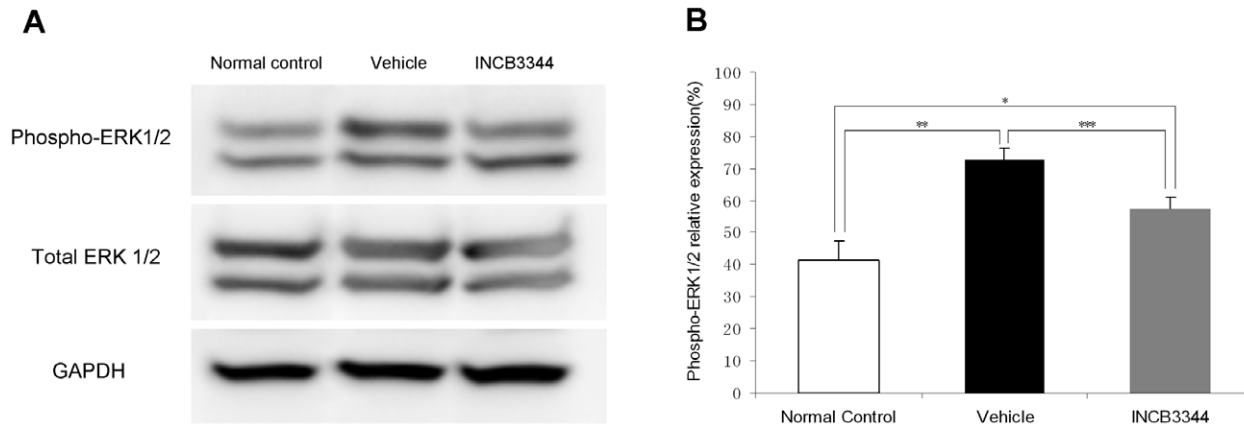 A
Normal control Vehicle INCB3344
Phospho-ERK1/2
Total ERK 1/2
GAPDH
B
Phospho-ERK1/2 relative expression(%)
100
90
80
70
60
50
40
30
20
10
0
*
** ***
Normal Control Vehicle INCB3344